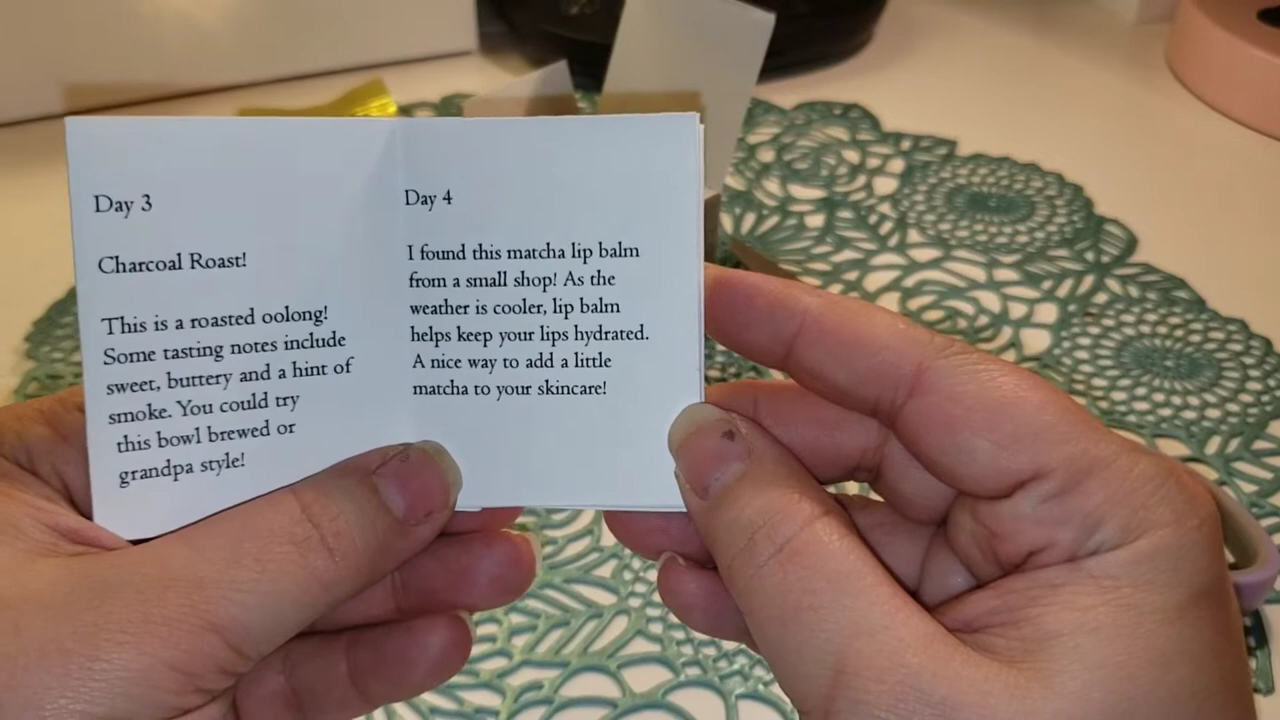 Day 3
Charcoal Roast!
This is a roasted oolong!
Some tasting notes include
sweet, buttery and a hint of
smoke. You could try
this bowl brewed or
grandpa style!
Day 4
I found this matcha lip balm
from a small shop! As the
weather is cooler, lip balm
helps keep your lips hydrated.
A nice way to add a little
matcha to your skincare!